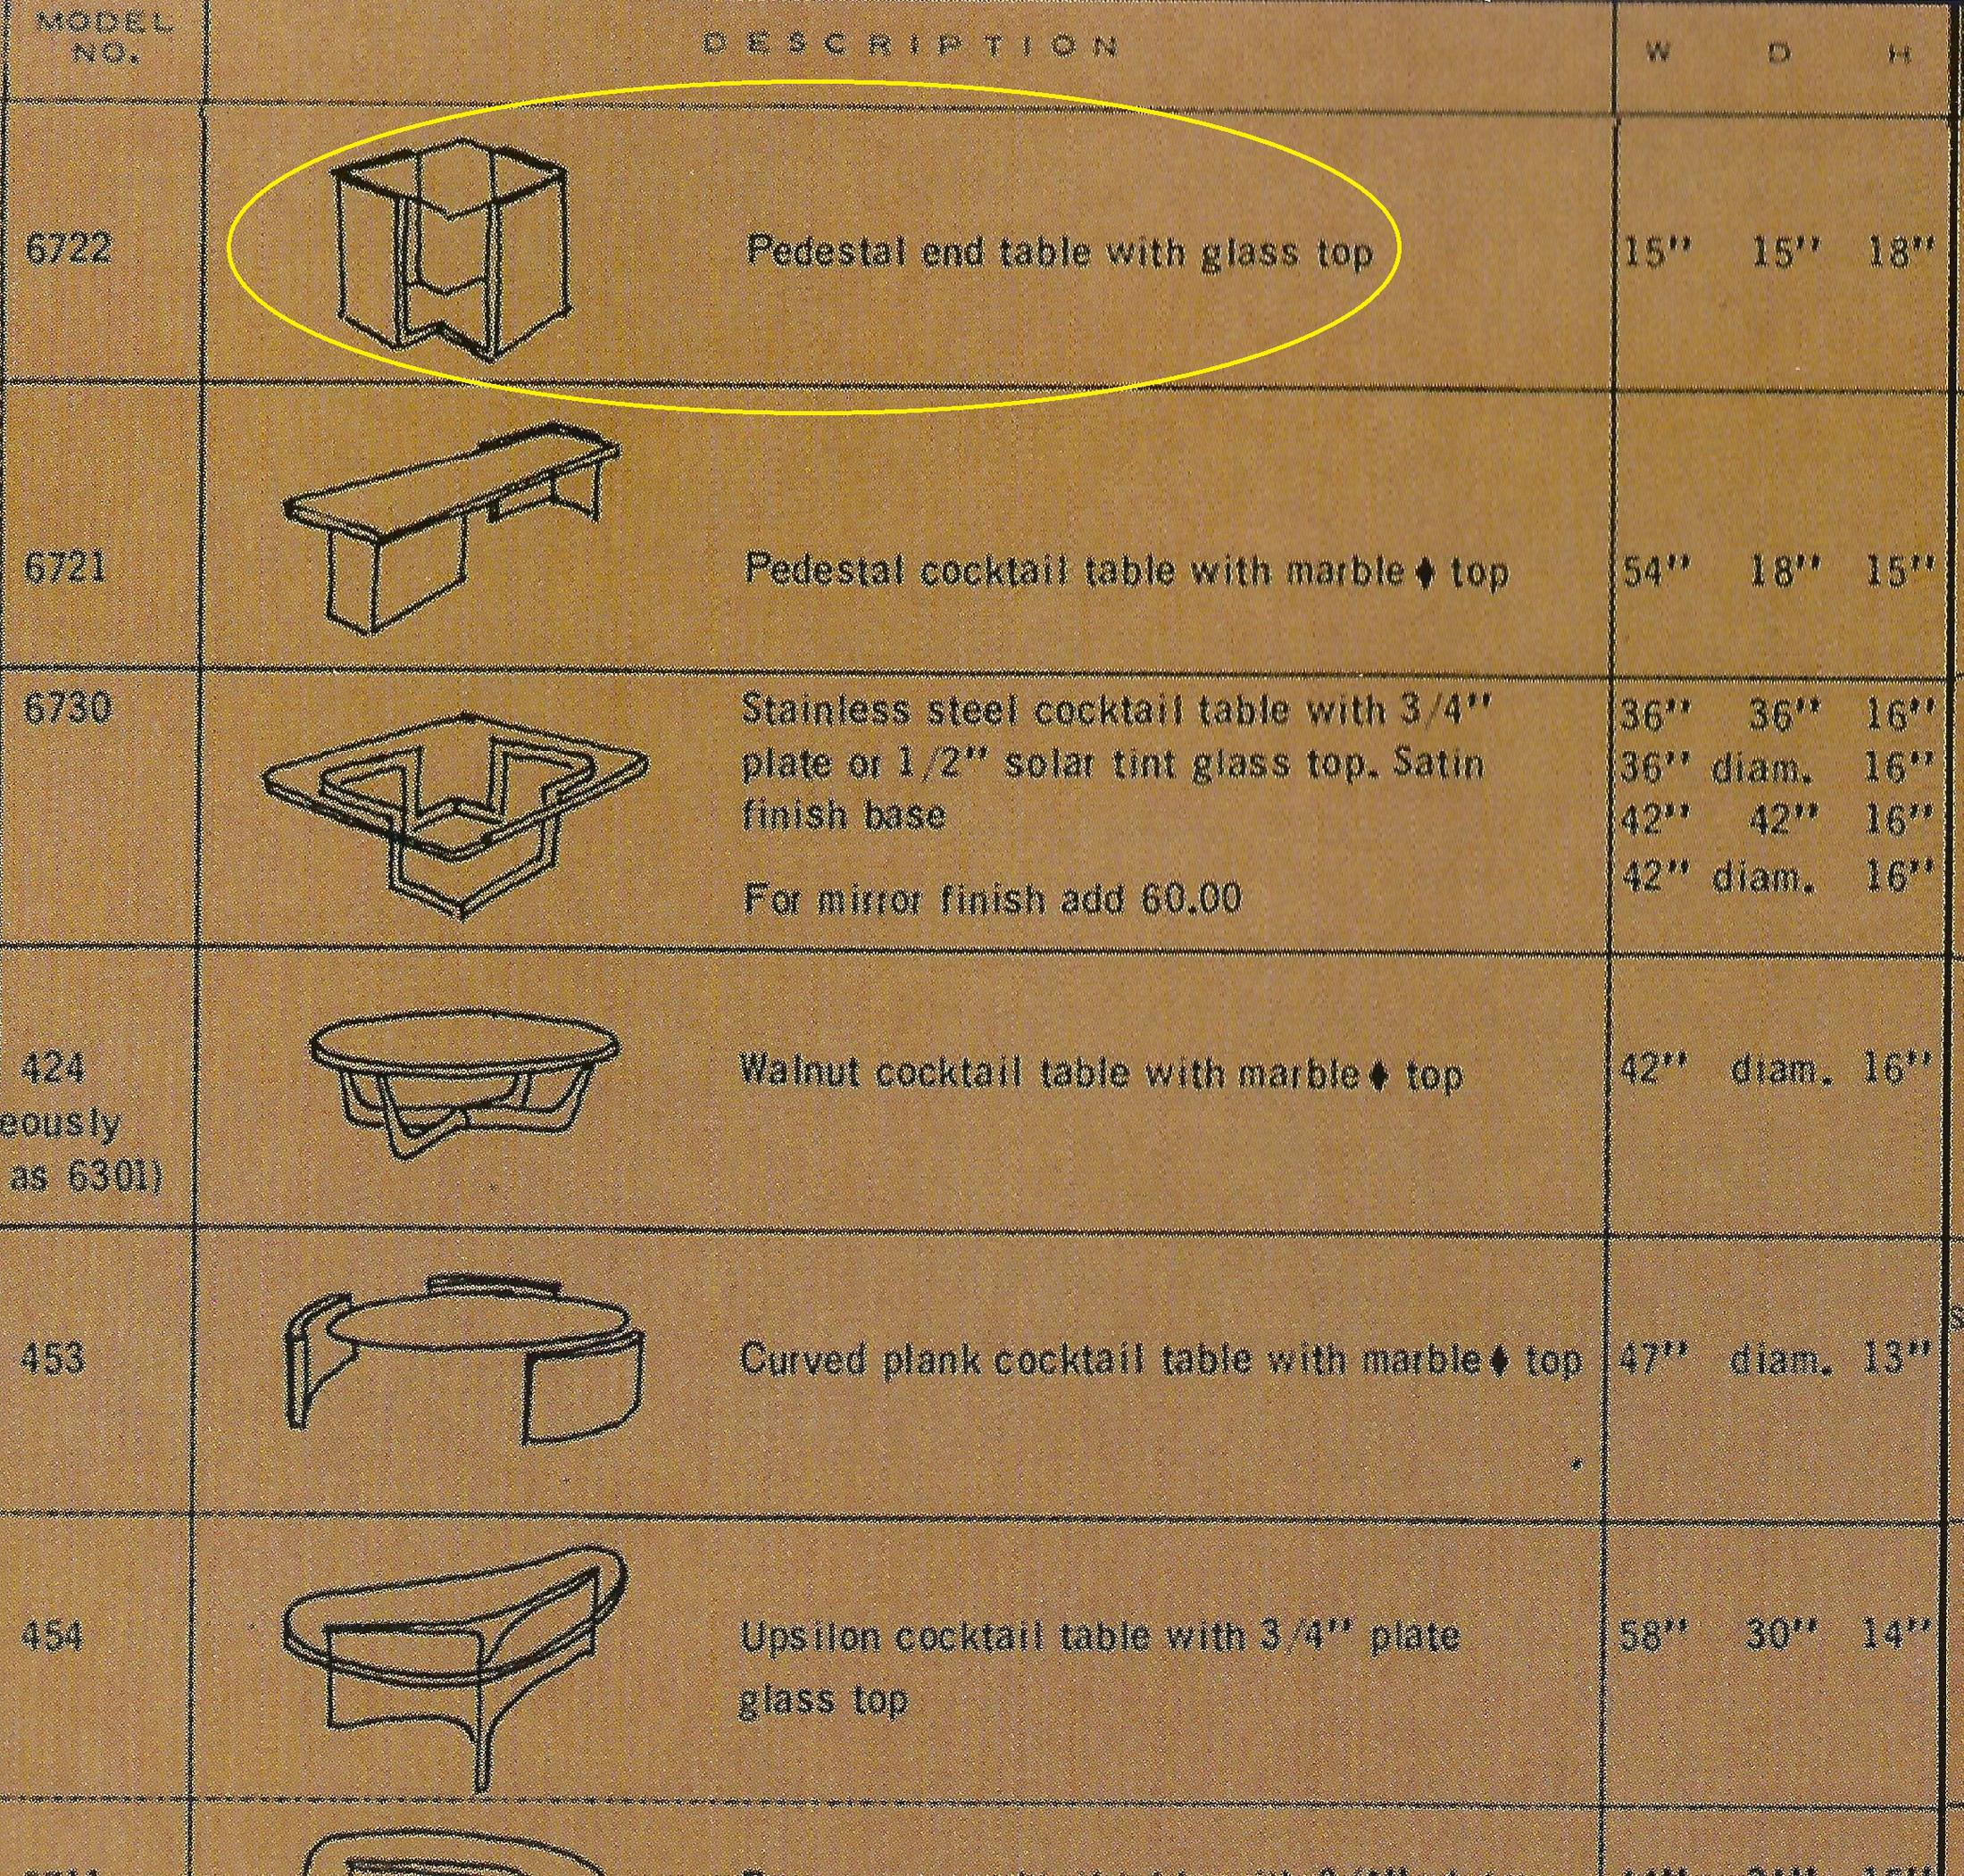 MODEL NO. DESCRIPTION W D H
6722 Pedestal end table with glass top 15" 15" 18"
6721 Pedestal cocktail table with marble♦ top 54" 18" 15"
6730 Stainless steel cocktail table with 3/4" 36" 36" 16"
plate or 1/2" solar tint glass top. Satin 36" diam. 16"
finish base 42" 42" 16"
42" diam. 16"
For mirror finish add 60.00
424 Walnut cocktail table with marble♦ top 42" diam. 16"
eously
as 6301)
453 Curved plank cocktail table with marble♦ top 47" diam. 13"
454 Upsilon cocktail table with 3/4" plate 58" 30" 14"
glass top